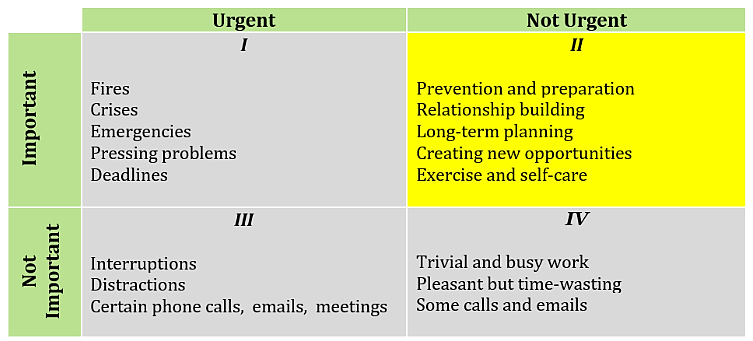 Urgent
Not Urgent
Important
I
Fires
Crises
Emergencies
Pressing problems
Deadlines
II
Prevention and preparation
Relationship building
Long-term planning
Creating new opportunities
Exercise and self-care
Not
Important
III
Interruptions
Distractions
Certain phone calls, emails, meetings
IV
Trivial and busy work
Pleasant but time-wasting
Some calls and emails